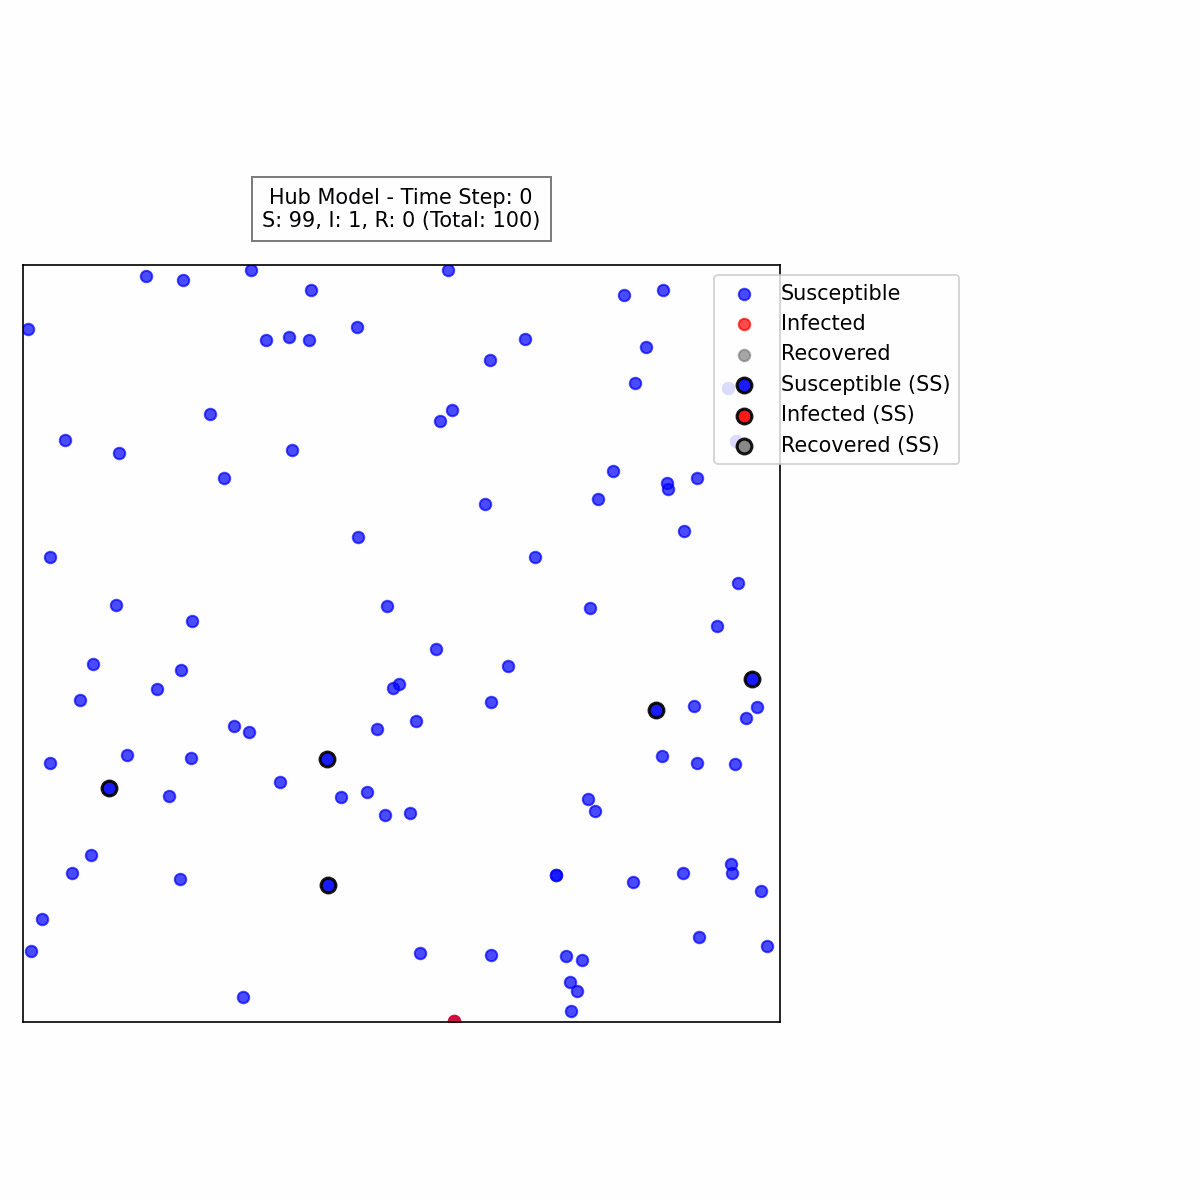 Hub Model - Time Step: 0
S: 99, I: 1, R: 0 (Total: 100)
Susceptible
Infected
Recovered
Susceptible (SS)
Infected (SS)
Recovered (SS)